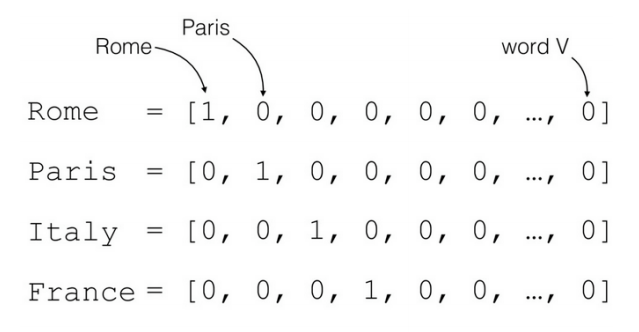 Paris
Rome word V
Rome = [1, 0, 0, 0, 0, 0, …, 0]
Paris = [0, 1, 0, 0, 0, 0, …, 0]
Italy = [0, 0, 1, 0, 0, 0, …, 0]
France = [0, 0, 0, 1, 0, 0, …, 0]